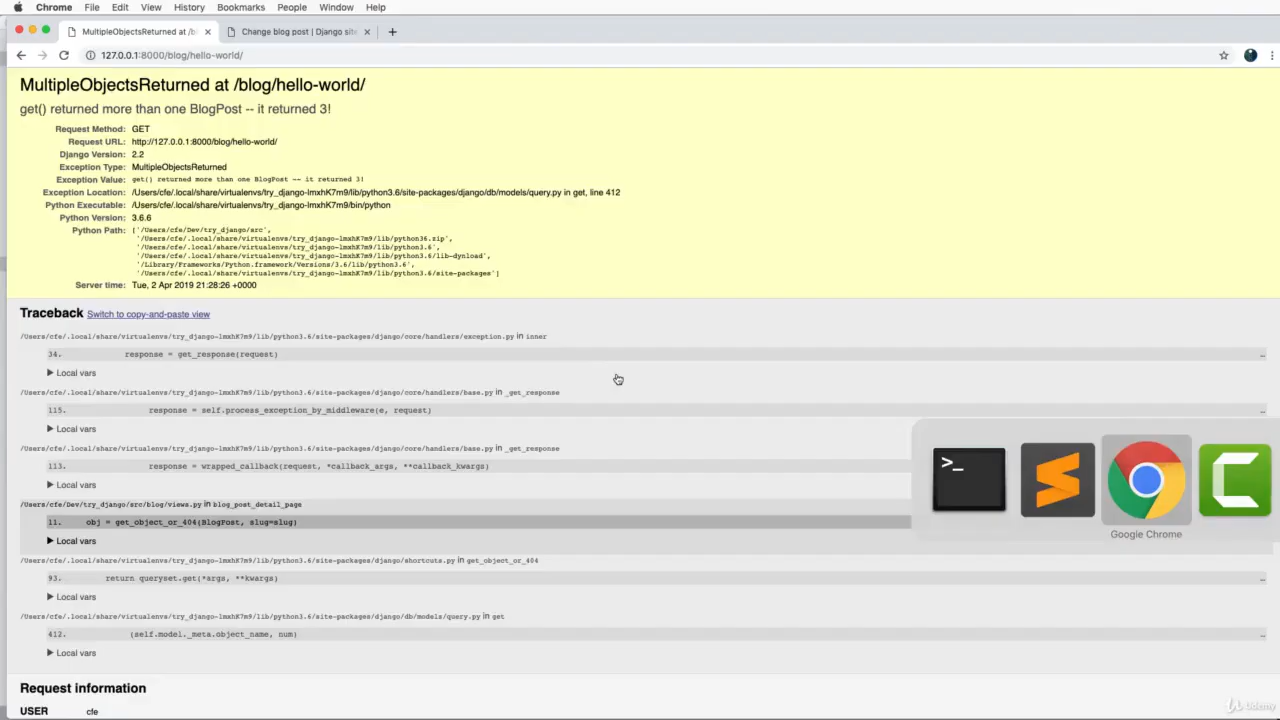 Chrome File Edit View History Bookmarks People Window Help
MultipleObjectsReturned at /bl
Change blog post | Django site
127.0.0.1:8000/blog/hello-world/
MultipleObjectsReturned at /blog/hello-world/
get() returned more than one BlogPost -- it returned 3!
Request Method: GET
Request URL: http://127.0.0.1:8000/blog/hello-world/
Django Version: 2.2
Exception Type: MultipleObjectsReturned
Exception Value: get() returned more than one BlogPost -- it returned 3!
Exception Location: /Users/cfe/.local/share/virtualenvs/try_django-lmxhK7m9/lib/python3.6/site-packages/django/db/models/query.py in get, line 412
Python Executable: /Users/cfe/.local/share/virtualenvs/try_django-lmxhK7m9/bin/python
Python Version: 3.6.6
Python Path: ['/Users/cfe/Dev/try_django/src',
'/Users/cfe/.local/share/virtualenvs/try_django-lmxhK7m9/lib/python36.zip',
'/Users/cfe/.local/share/virtualenvs/try_django-lmxhK7m9/lib/python3.6',
'/Users/cfe/.local/share/virtualenvs/try_django-lmxhK7m9/lib/python3.6/lib-dynload',
'/Library/Frameworks/Python.framework/Versions/3.6/lib/python3.6',
'/Users/cfe/.local/share/virtualenvs/try_django-lmxhK7m9/lib/python3.6/site-packages']
Server time: Tue, 2 Apr 2019 21:28:26 +0000
Traceback Switch to copy-and-paste view
/Users/cfe/.local/share/virtualenvs/try_django-lmxhK7m9/lib/python3.6/site-packages/django/core/handlers/exception.py in inner
34. response = get_response(request) …
▶ Local vars
/Users/cfe/.local/share/virtualenvs/try_django-lmxhK7m9/lib/python3.6/site-packages/django/core/handlers/base.py in _get_response
115. response = self.process_exception_by_middleware(e, request) …
▶ Local vars
/Users/cfe/.local/share/virtualenvs/try_django-lmxhK7m9/lib/python3.6/site-packages/django/core/handlers/base.py in _get_response
113. response = wrapped_callback(request, *callback_args, **callback_kwargs)
▶ Local vars
/Users/cfe/Dev/try_django/src/blog/views.py in blog_post_detail_page
11. obj = get_object_or_404(BlogPost, slug=slug)
▶ Local vars
Google Chrome
/Users/cfe/.local/share/virtualenvs/try_django-lmxhK7m9/lib/python3.6/site-packages/django/shortcuts.py in get_object_or_404
93. return queryset.get(*args, **kwargs) …
▶ Local vars
/Users/cfe/.local/share/virtualenvs/try_django-lmxhK7m9/lib/python3.6/site-packages/django/db/models/query.py in get
412. (self.model._meta.object_name, num) …
▶ Local vars
Request information
USER cfe
Udemy